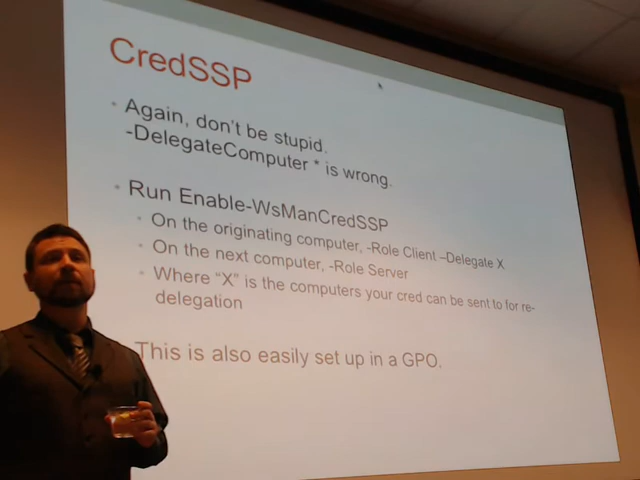 CredSSP
Again, don't be stupid.
-DelegateComputer * is wrong.
Run Enable-WsManCredSSP
On the originating computer, -Role Client –Delegate X
On the next computer, -Role Server
Where "X" is the computers your cred can be sent to for re-
delegation
This is also easily set up in a GPO.